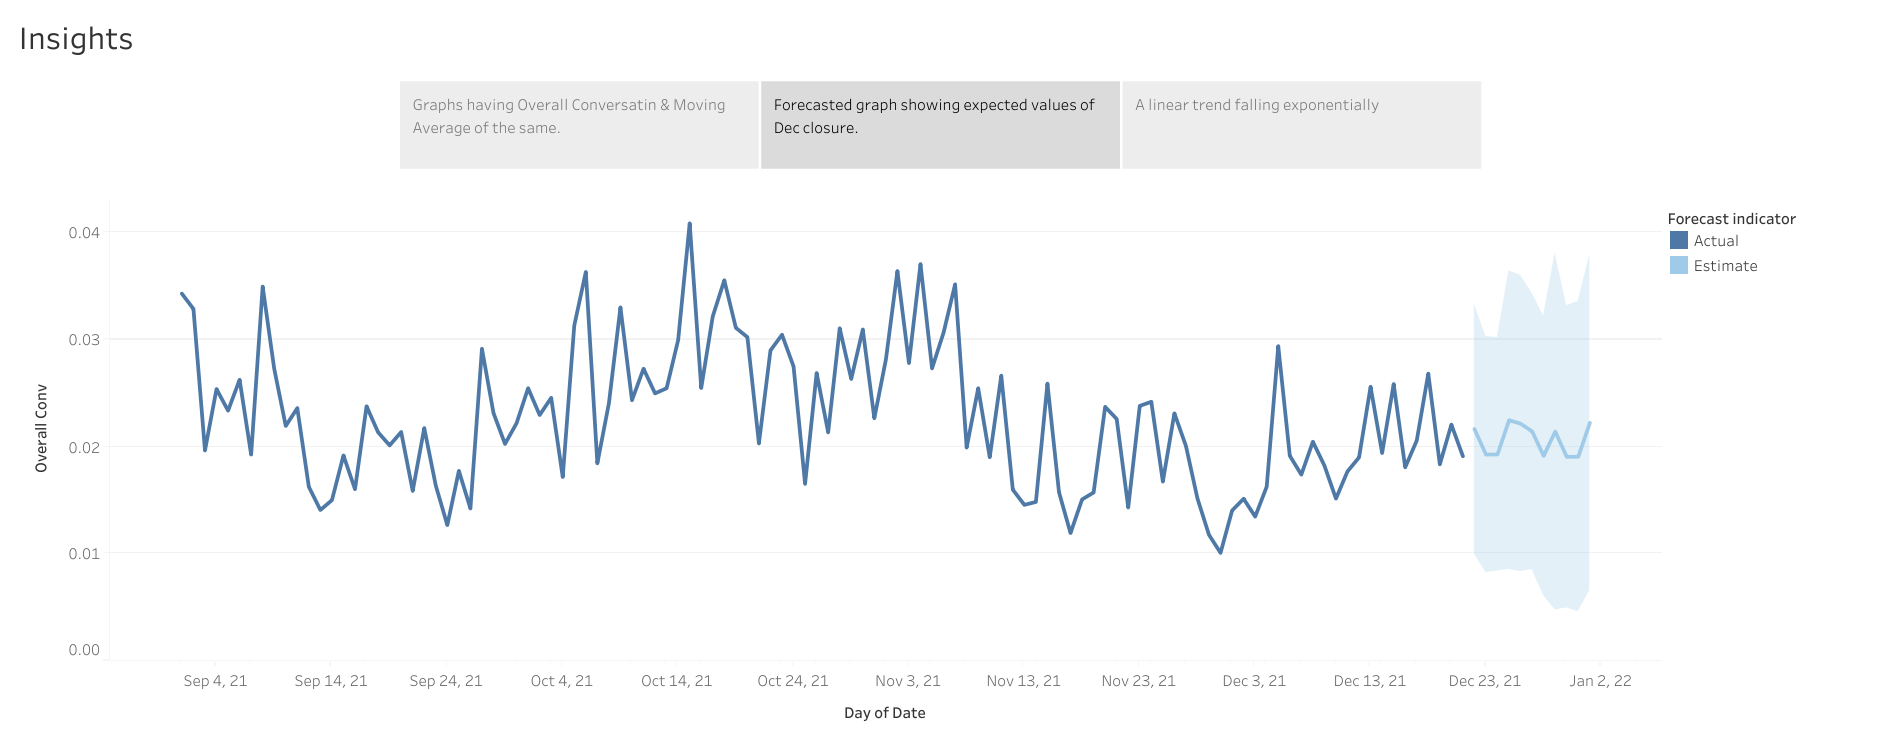 Insights
Graphs having Overall Conversatin & Moving
Average of the same.
Forecasted graph showing expected values of
Dec closure.
A linear trend falling exponentially
Forecast indicator
Actual
Estimate
Overall Conv
0.04
0.03
0.02
0.01
0.00
Sep 4, 21
Sep 14, 21
Sep 24, 21
Oct 4, 21
Oct 14, 21
Oct 24, 21
Nov 3, 21
Nov 13, 21
Nov 23, 21
Dec 3, 21
Dec 13, 21
Dec 23, 21
Jan 2, 22
Day of Date